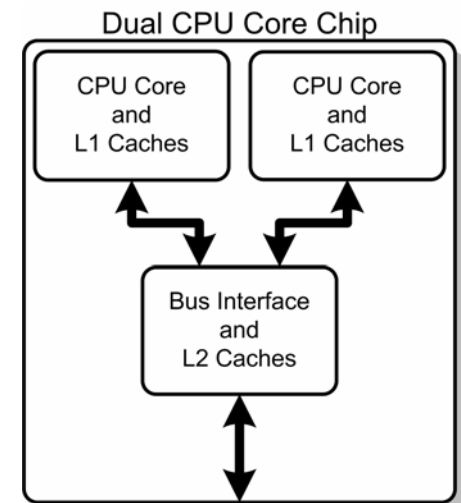 Dual CPU Core Chip
CPU Core
and
L1 Caches
CPU Core
and
L1 Caches
Bus Interface
and
L2 Caches